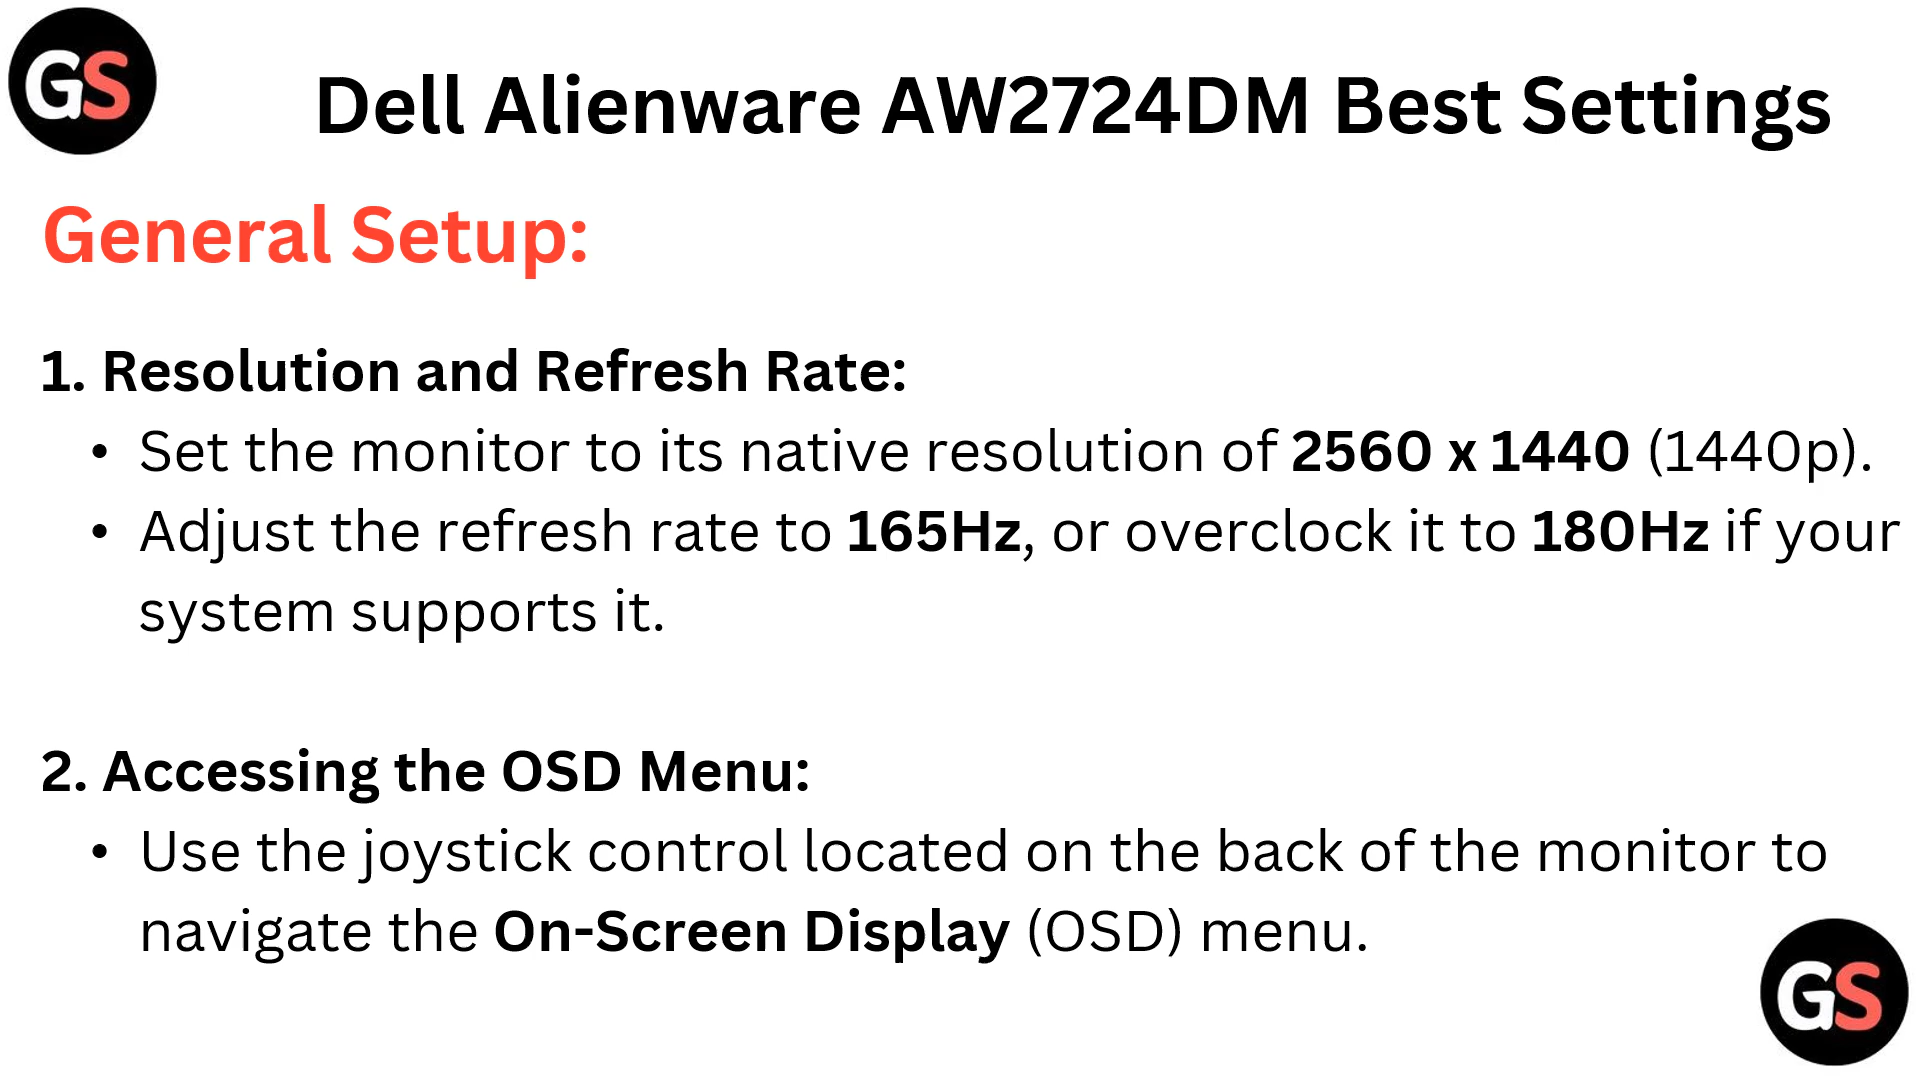 GS
Dell Alienware AW2724DM Best Settings
General Setup:
1. Resolution and Refresh Rate:
• Set the monitor to its native resolution of 2560 x 1440 (1440p).
• Adjust the refresh rate to 165Hz, or overclock it to 180Hz if your
system supports it.
2. Accessing the OSD Menu:
• Use the joystick control located on the back of the monitor to
navigate the On-Screen Display (OSD) menu.
GS